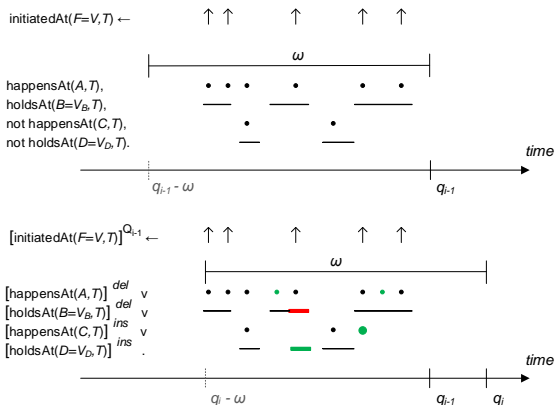 initiatedAt(F=V,T) ←
ω
happensAt(A,T),
holdsAt(B=V_B,T),
not happensAt(C,T),
not holdsAt(D=V_D,T).
time
q_{i-1} - ω
q_{i-1}
[initiatedAt(F=V,T)]^{Q_{i-1}} ←
ω
[happensAt(A,T)]^{del} v
[holdsAt(B=V_B,T)]^{del} v
[happensAt(C,T)]^{ins} v
[holdsAt(D=V_D,T)]^{ins} .
time
q_i - ω
q_{i-1}
q_i